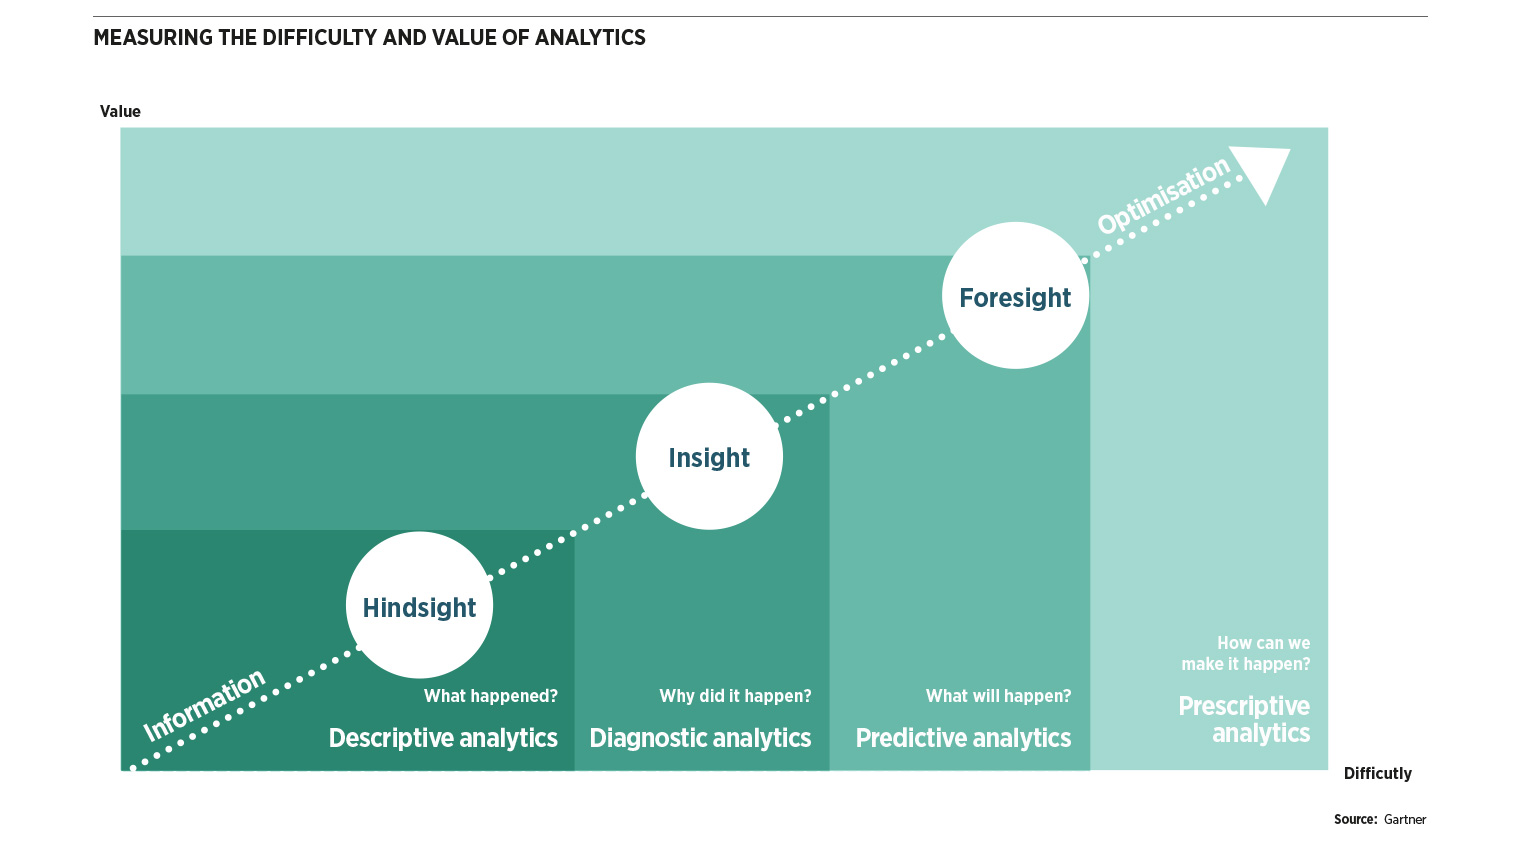 MEASURING THE DIFFICULTY AND VALUE OF ANALYTICS
Value
Optimisation
Foresight
Insight
Hindsight
Information
What happened?
Descriptive analytics
Why did it happen?
Diagnostic analytics
What will happen?
Predictive analytics
How can we
make it happen?
Prescriptive
analytics
Difficutly
Source: Gartner